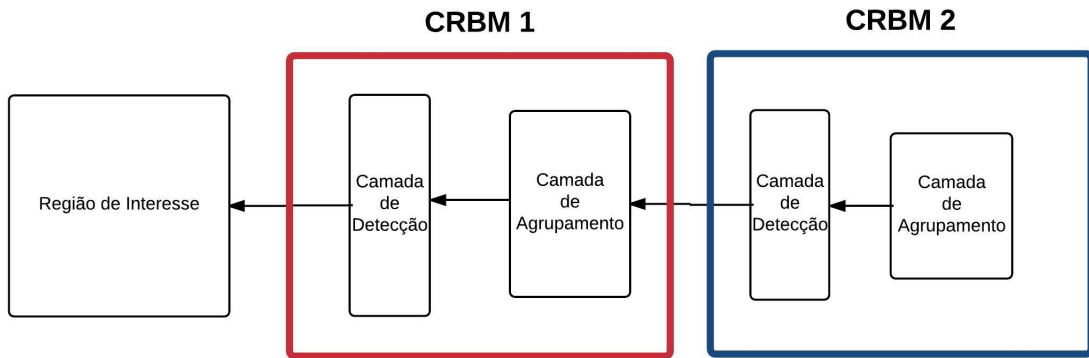 CRBM 1
CRBM 2
Região de Interesse
Camada
de
Detecção
Camada
de
Agrupamento
Camada
de
Detecção
Camada
de
Agrupamento